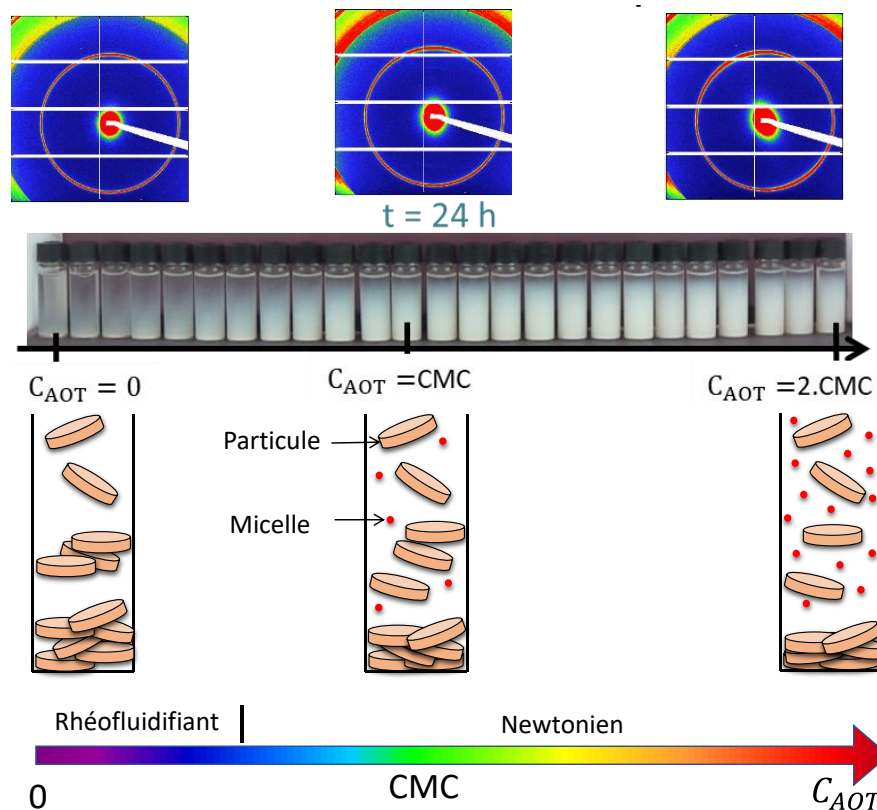 t = 24 h
C_AOT = 0
C_AOT =CMC
C_AOT =2.CMC
Particule
Micelle
Rhéofluidifiant
Newtonien
0
CMC
C_AOT